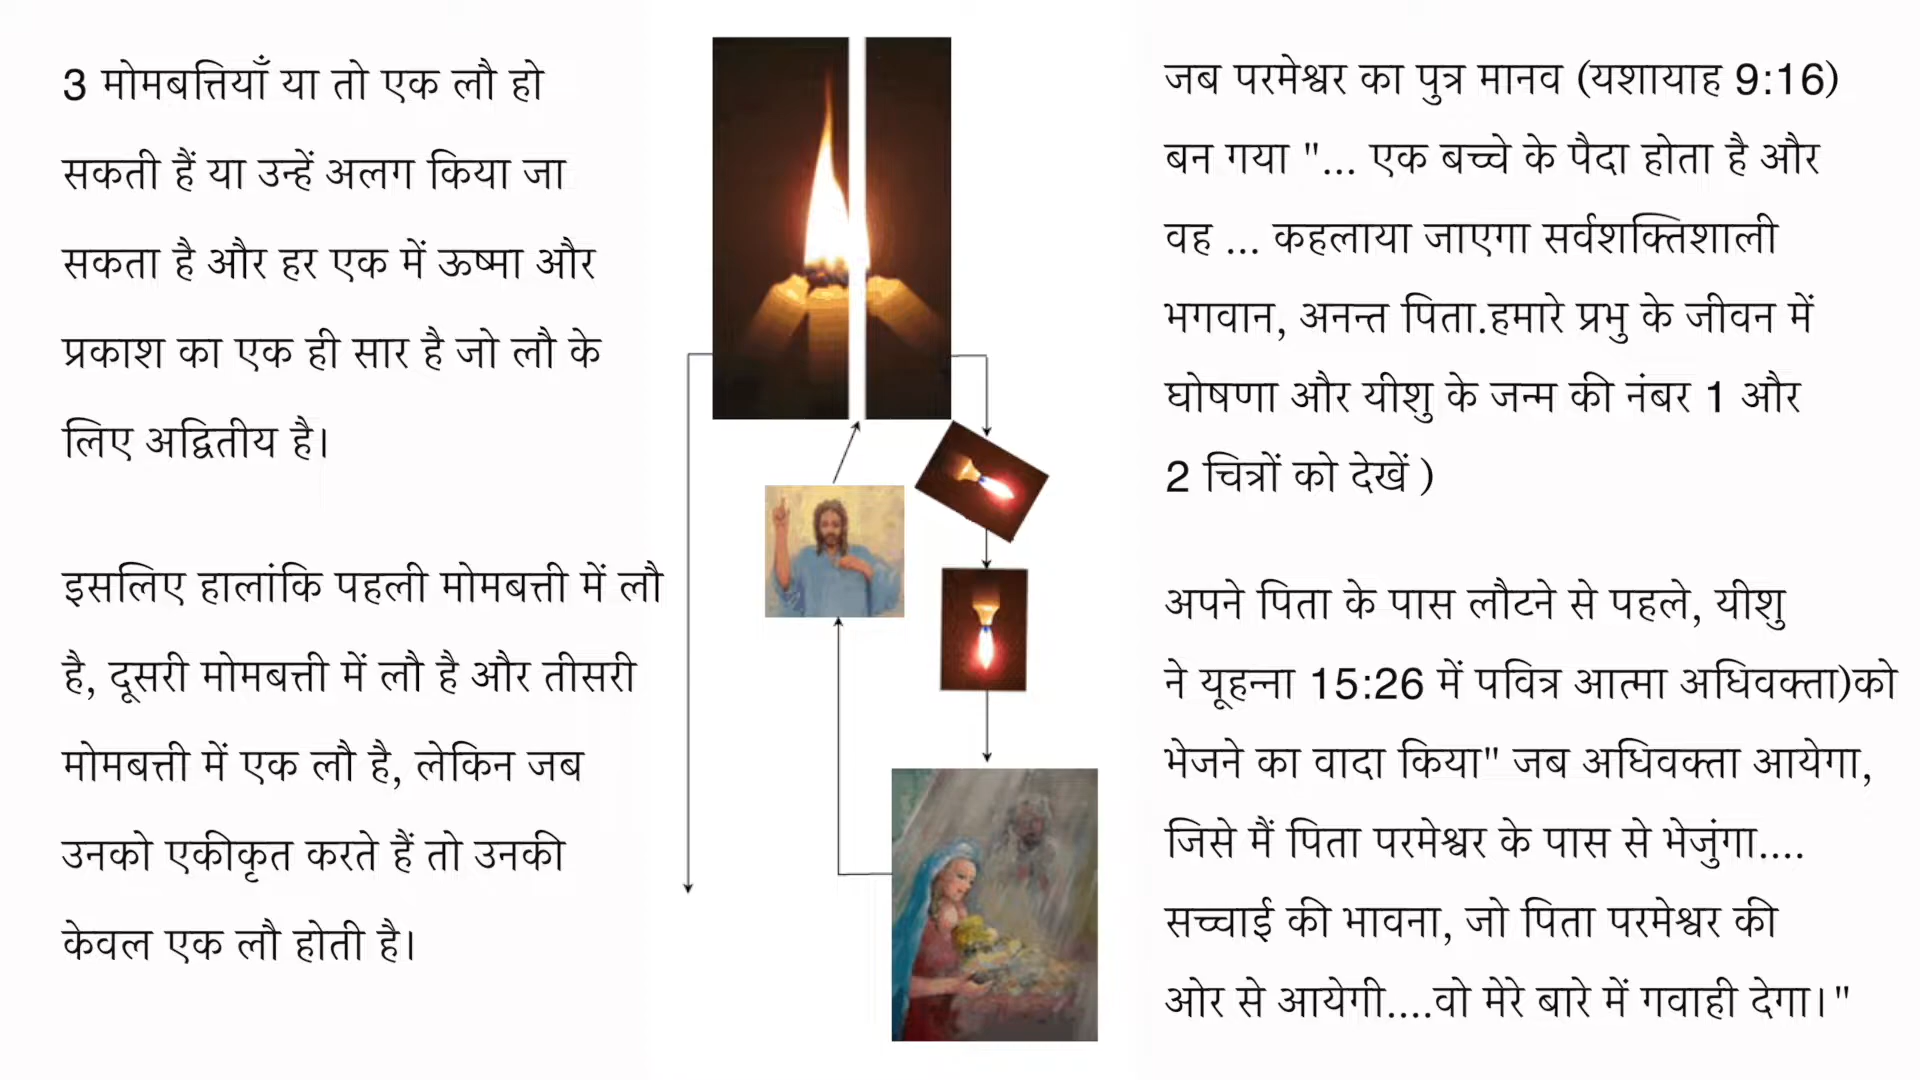 3 मोमबत्तियाँ या तो एक लौ हो
सकती हैं या उन्हें अलग किया जा
सकता है और हर एक में ऊष्मा और
प्रकाश का एक ही सार है जो लौ के
लिए अद्वितीय है।
इसलिए हालांकि पहली मोमबत्ती में लौ
है, दूसरी मोमबत्ती में लौ है और तीसरी
मोमबत्ती में एक लौ है, लेकिन जब
उनको एकीकृत करते हैं तो उनकी
केवल एक लौ होती है।
जब परमेश्वर का पुत्र मानव (यशायाह 9:16)
बन गया "... एक बच्चे के पैदा होता है और
वह ... कहलाया जाएगा सर्वशक्तिशाली
भगवान, अनन्त पिता.हमारे प्रभु के जीवन में
घोषणा और यीशु के जन्म की नंबर 1 और
2 चित्रों को देखें )
अपने पिता के पास लौटने से पहले, यीशु
ने यूहन्ना 15:26 में पवित्र आत्मा अधिवक्ता)को
भेजने का वादा किया" जब अधिवक्ता आयेगा,
जिसे मैं पिता परमेश्वर के पास से भेजुंगा....
सच्चाई की भावना, जो पिता परमेश्वर की
ओर से आयेगी....वो मेरे बारे में गवाही देगा।"